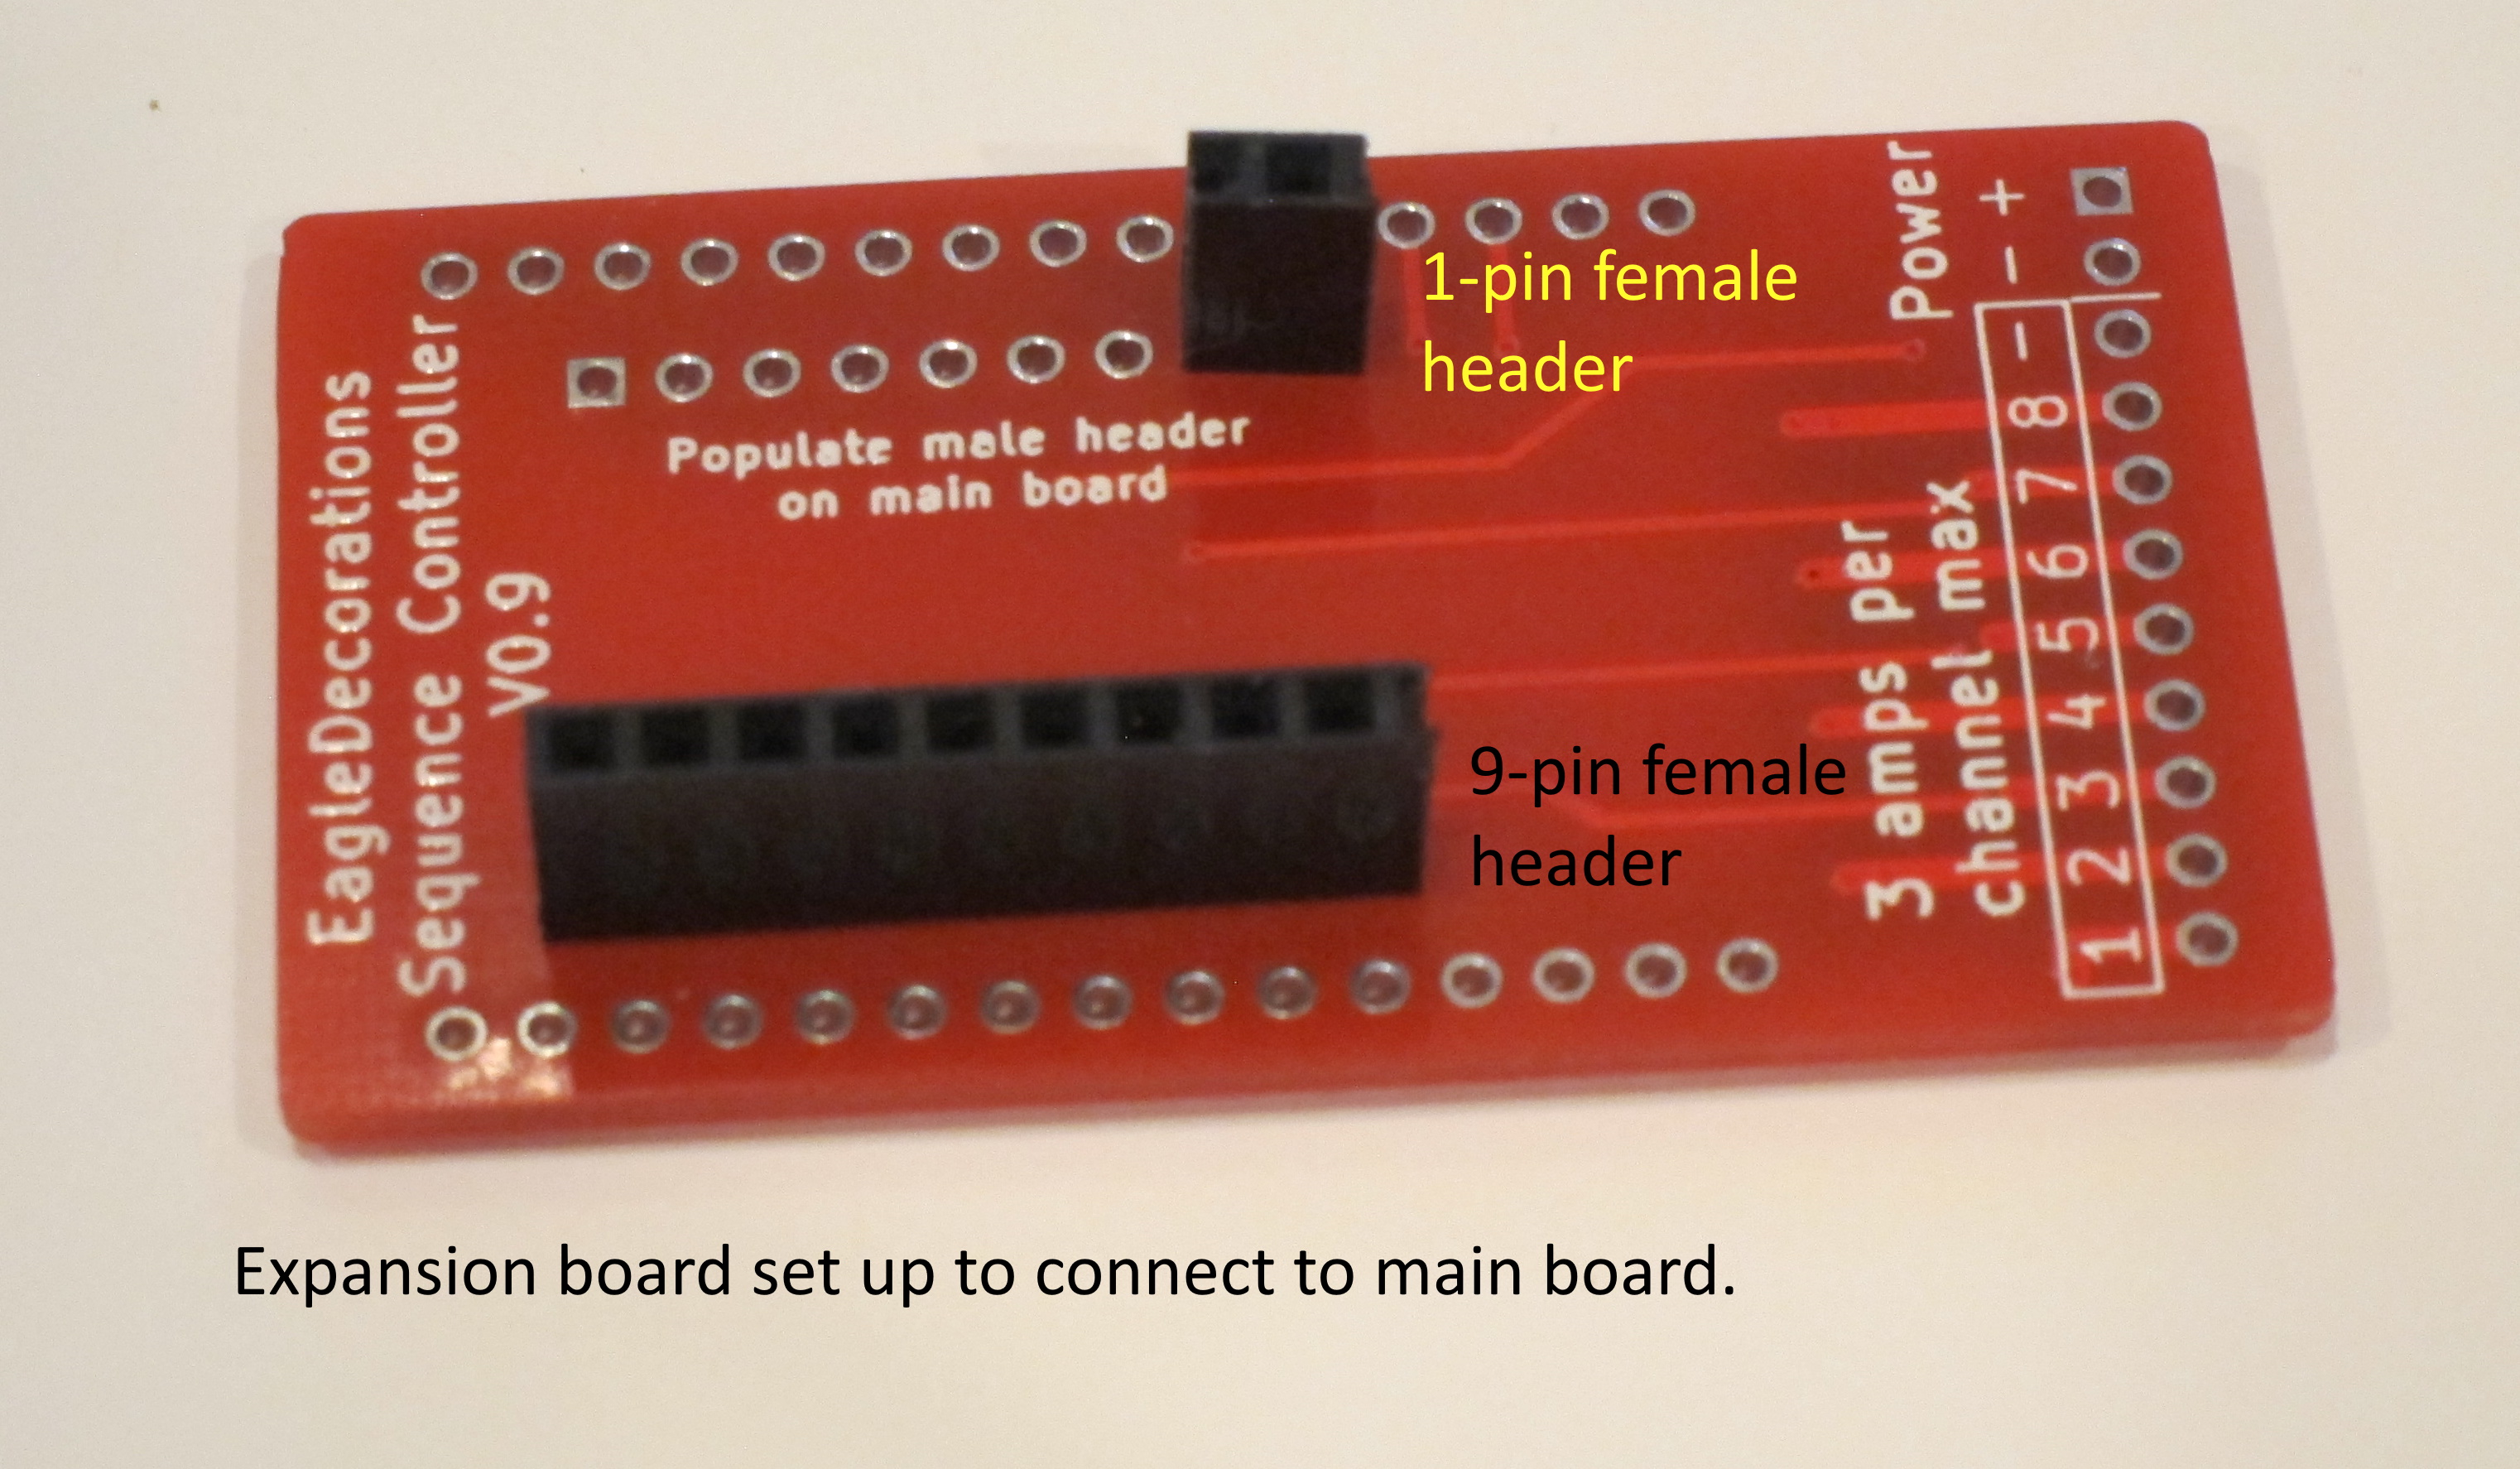 EagleDecorations
Sequence Controller
V0.9
Populate male header
on main board
1-pin female
header
9-pin female
header
Power
+
-
-
8
7
6
5
4
3
2
1
3 amps per
channel max
Expansion board set up to connect to main board.